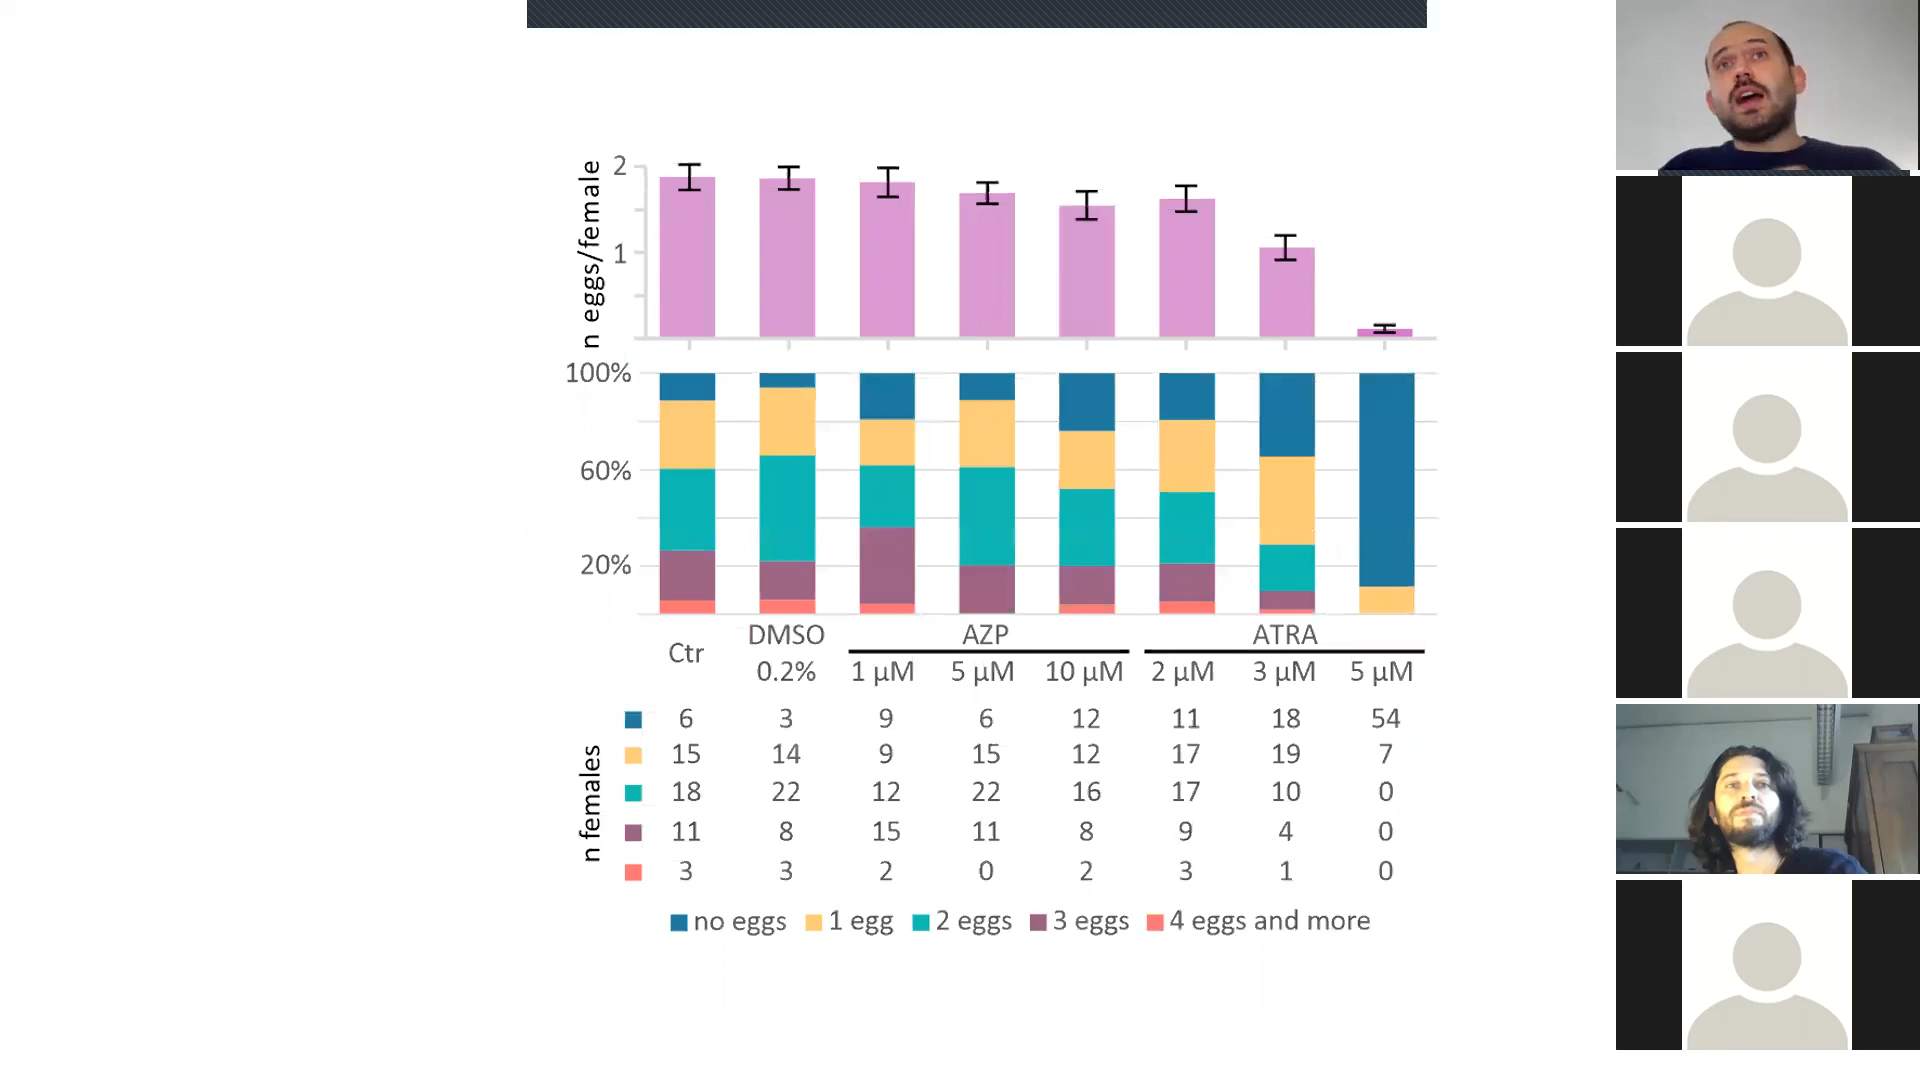 n eggs/female
2
1
100%
60%
20%
Ctr
DMSO AZP ATRA
0.2% 1 µM 5 µM 10 µM 2 µM 3 µM 5 µM
n females
6 3 9 6 12 11 18 54
15 14 9 15 12 17 19 7
18 22 12 22 16 17 10 0
11 8 15 11 8 9 4 0
3 3 2 0 2 3 1 0
no eggs 1 egg 2 eggs 3 eggs 4 eggs and more